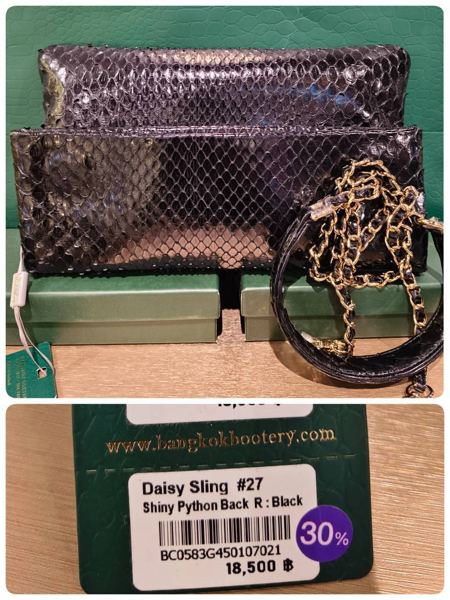 www.bangkokbootery.com
Daisy Sling #27
Shiny Python Back R : Black
30%
BC0583G450107021
18,500 ฿